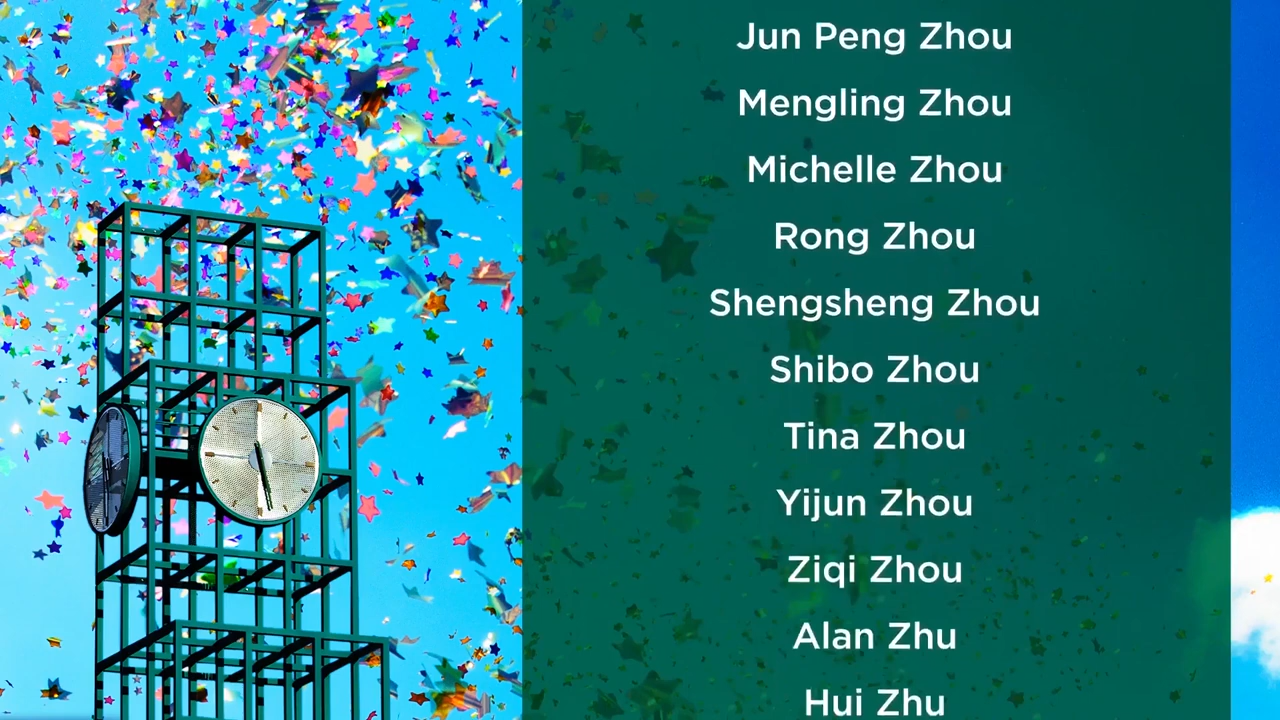 Jun Peng Zhou
Mengling Zhou
Michelle Zhou
Rong Zhou
Shengsheng Zhou
Shibo Zhou
Tina Zhou
Yijun Zhou
Ziqi Zhou
Alan Zhu
Hui Zhu